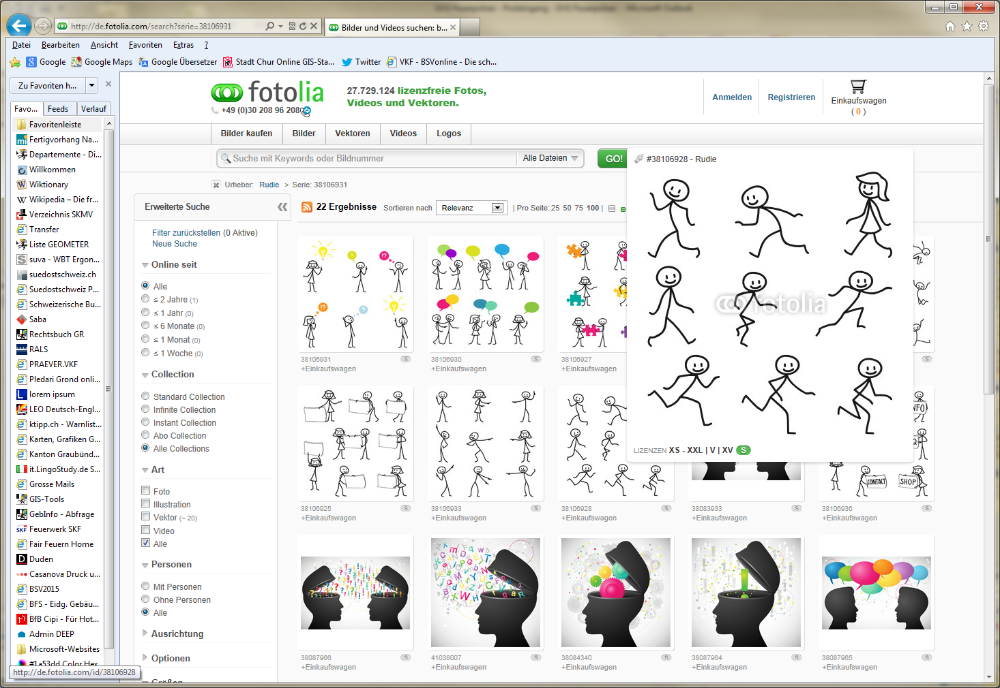 http://de.fotolia.com/search?serie=38106931
Bilder und Videos suchen: b...
Datei Bearbeiten Ansicht Favoriten Extras ?
Google Google Maps Google Übersetzer Stadt Chur Online GIS-Sta... Twitter VKF - BSVonline - Die sch...
Zu Favoriten h...
Favo... Feeds Verlauf
Favoritenleiste
Fertigvorhang Na...
Departemente - Di...
Willkommen
Wiktionary
Wikipedia – Die fr...
Verzeichnis SKMV
Transfer
Liste GEOMETER
suva - WBT Ergon...
suedostschweiz.ch
Suedostschweiz P...
Schweizerische Bu...
Saba
Rechtsbuch GR
RALS
PRAEVER.VKF
Pledari Grond onli...
lorem ipsum
LEO Deutsch-Engl...
ktipp.ch - Warnlist...
Karten, Grafiken G...
Kanton Graubünd...
it.LingoStudy.de S...
Grosse Mails
GIS-Tools
GebInfo - Abfrage
Feuerwerk SKF
Fair Feuern Home
Duden
Casanova Druck u...
BSV2015
BFS - Eidg. Gebäu...
BfB Cipi - Für Hot...
Admin DEEP
Microsoft-Websites
#1a53dd Color Hex
http://de.fotolia.com/id/38106928
fotolia
+49 (0)30 208 96 208
27.729.124 lizenzfreie Fotos,
Videos und Vektoren.
Anmelden
Registrieren
Einkaufswagen
( 0 )
Bilder kaufen Bilder Vektoren Videos Logos
Suche mit Keywords oder Bildnummer
Alle Dateien
GO!
Urheber: Rudie > Serie: 38106931
Erweiterte Suche
Filter zurückstellen (0 Aktive)
Neue Suche
Online seit
Alle
≤ 2 Jahre (1)
≤ 1 Jahr (0)
≤ 6 Monate (0)
≤ 1 Monat (0)
≤ 1 Woche (0)
Collection
Standard Collection
Infinite Collection
Instant Collection
Abo Collection
Alle Collections
Art
Foto
Illustration
Vektor (~ 20)
Video
Alle
Personen
Mit Personen
Ohne Personen
Alle
Ausrichtung
Optionen
Größen
22 Ergebnisse Sortieren nach Relevanz | Pro Seite: 25 50 75 100 |
38106931 S
+Einkaufswagen
38106930 S
+Einkaufswagen
38106927
+Einkaufswagen
S
#38106928 - Rudie
fotolia
LIZENZEN XS - XXL | V | XV S
38106925 S
+Einkaufswagen
38106933 S
+Einkaufswagen
38106928 S
+Einkaufswagen
38083933 S
+Einkaufswagen
CONTACT SHOP
38106936 S
+Einkaufswagen
38087966 S
+Einkaufswagen
41038007 S
+Einkaufswagen
38084340 S
+Einkaufswagen
38087964 S
+Einkaufswagen
38087965 S
+Einkaufswagen